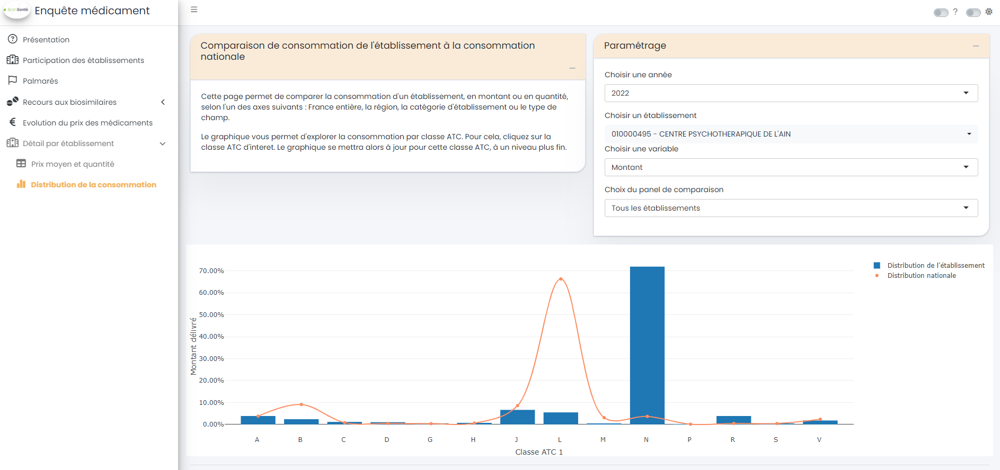 ScanSanté
Enquête médicament
?
Présentation
Participation des établissements
Palmarès
Recours aux biosimilaires
Evolution du prix des médicaments
Détail par établissement
Prix moyen et quantité
Distribution de la consommation
Comparaison de consommation de l'établissement à la consommation
nationale
Cette page permet de comparer la consommation d'un établissement, en montant ou en quantité,
selon l'un des axes suivants : France entière, la région, la catégorie d'établissement ou le type de
champ.
Le graphique vous permet d'explorer la consommation par classe ATC. Pour cela, cliquez sur la
classe ATC d'interet. Le graphique se mettra alors à jour pour cette classe ATC, à un niveau plus fin.
Paramétrage
Choisir une année
2022
Choisir un établissement
010000495 - CENTRE PSYCHOTHERAPIQUE DE L'AIN
Choisir une variable
Montant
Choix du panel de comparaison
Tous les établissements
Distribution de l'établissement
Distribution nationale
Montant délivré
70.00%
60.00%
50.00%
40.00%
30.00%
20.00%
10.00%
0.00%
A B C D G H J L M N P R S V
Classe ATC 1